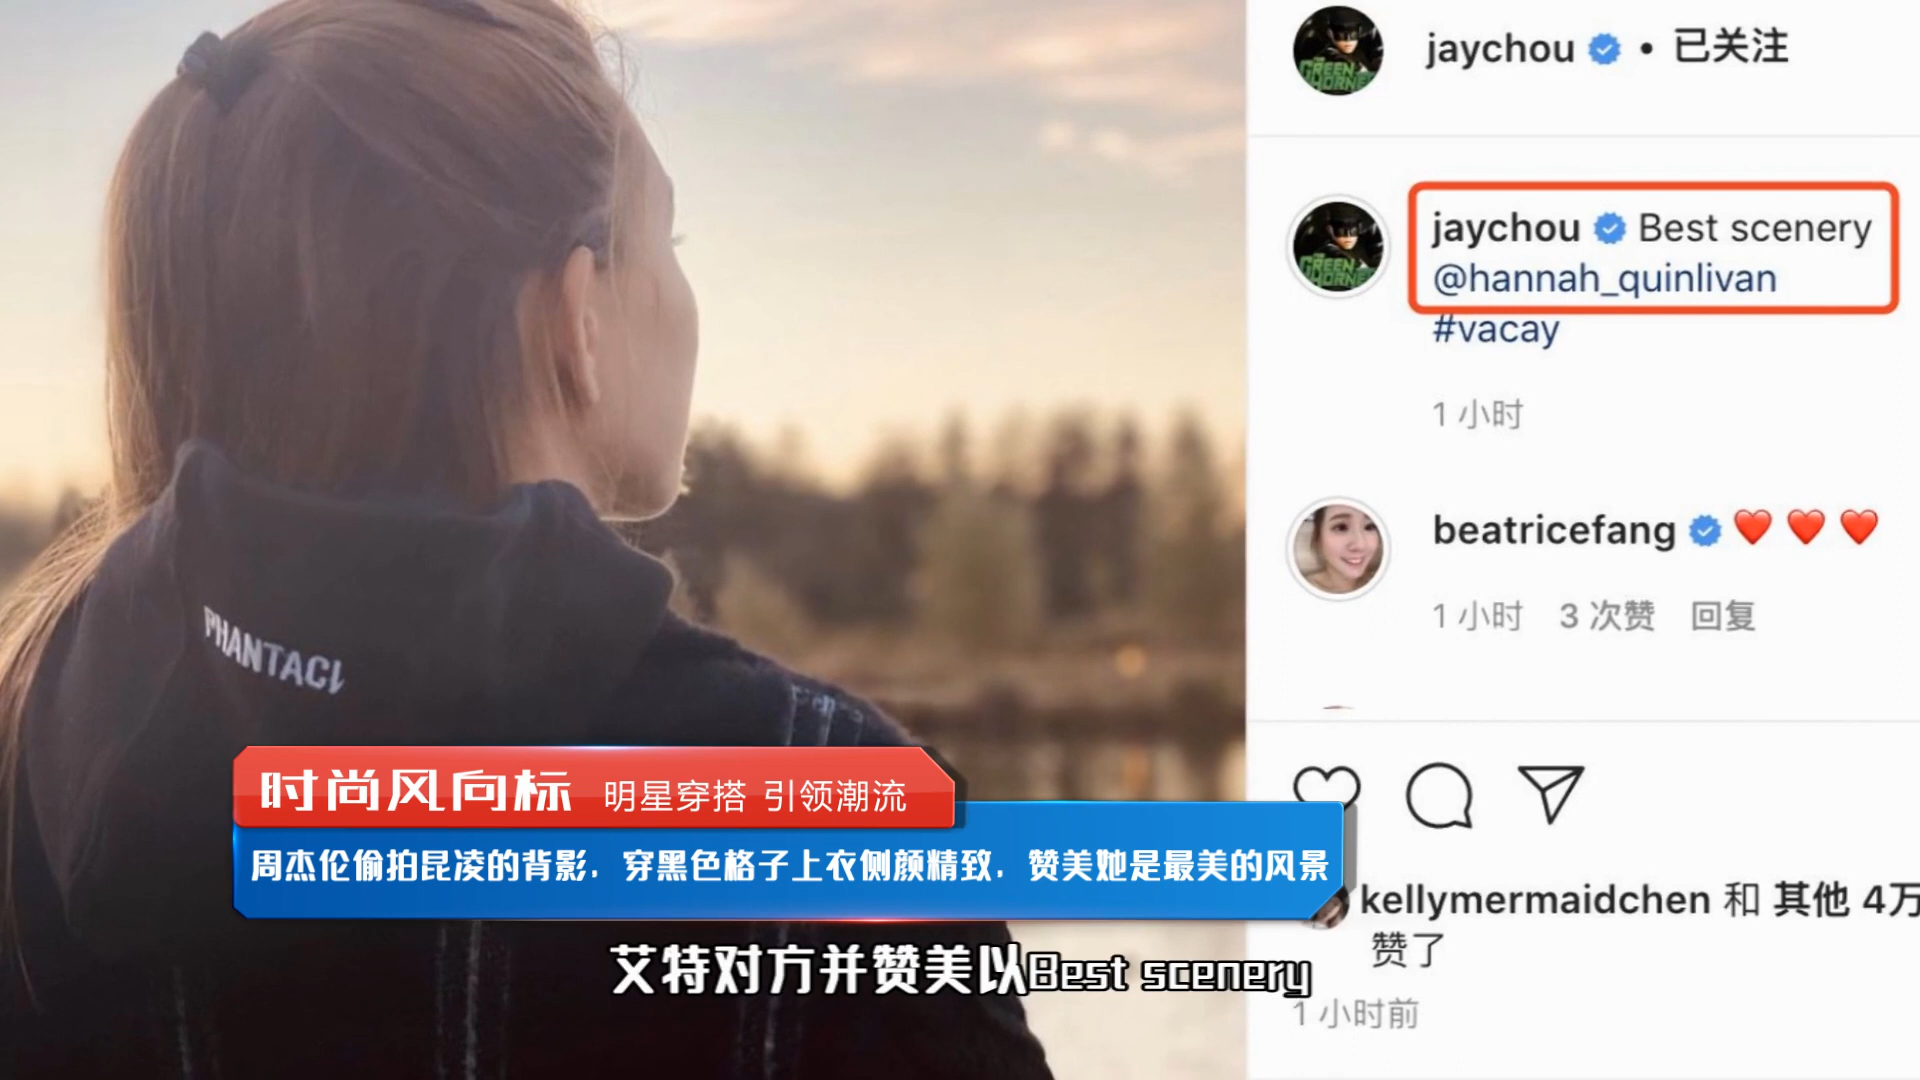 jaychou • 已关注
GREEN HORNET
jaychou Best scenery
@hannah_quinlivan
#vacay
GREEN HORNET
1 小时
beatricefang ❤️ ❤️ ❤️
1 小时 3 次赞 回复
PHANTACi
时尚风向标 明星穿搭 引领潮流
周杰伦偷拍昆凌的背影，穿黑色格子上衣侧颜精致，赞美她是最美的风景
kellymermaidchen 和 其他 4万
赞了
艾特对方并赞美以Best scenery
1 小时前